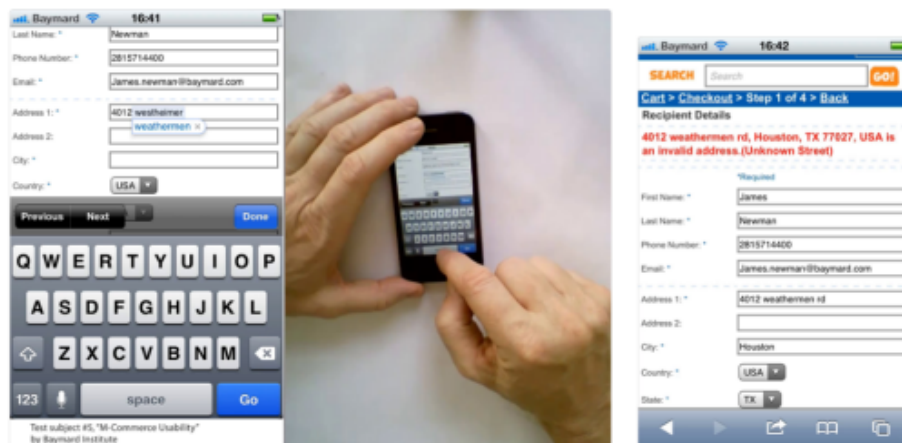 Baymard 16:41
Last Name: * Newman
Phone Number: * 2815714400
Email: * James.newman@baymard.com
Address 1: * 4012 westheimer
weathermen ×
Address 2:
City: *
Country: * USA
Previous Next Done
Q W E R T Y U I O P
A S D F G H J K L
Z X C V B N M
123 space Go
Test subject #5, "M-Commerce Usability"
by Baymard Institute
Baymard 16:42
SEARCH Search GO!
Cart > Checkout > Step 1 of 4 > Back
Recipient Details
4012 weathermen rd, Houston, TX 77027, USA is
an invalid address.(Unknown Street)
*Required
First Name: * James
Last Name: * Newman
Phone Number: * 2815714400
Email: * James.newman@baymard.com
Address 1: * 4012 weathermen rd
Address 2:
City: * Houston
Country: * USA
State: * TX